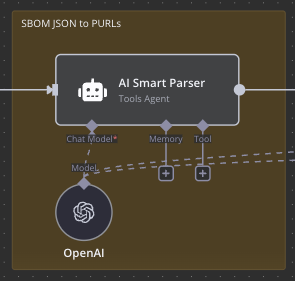 SBOM JSON to PURLs
AI Smart Parser
Tools Agent
Chat Model*
Memory
Tool
Model
OpenAI